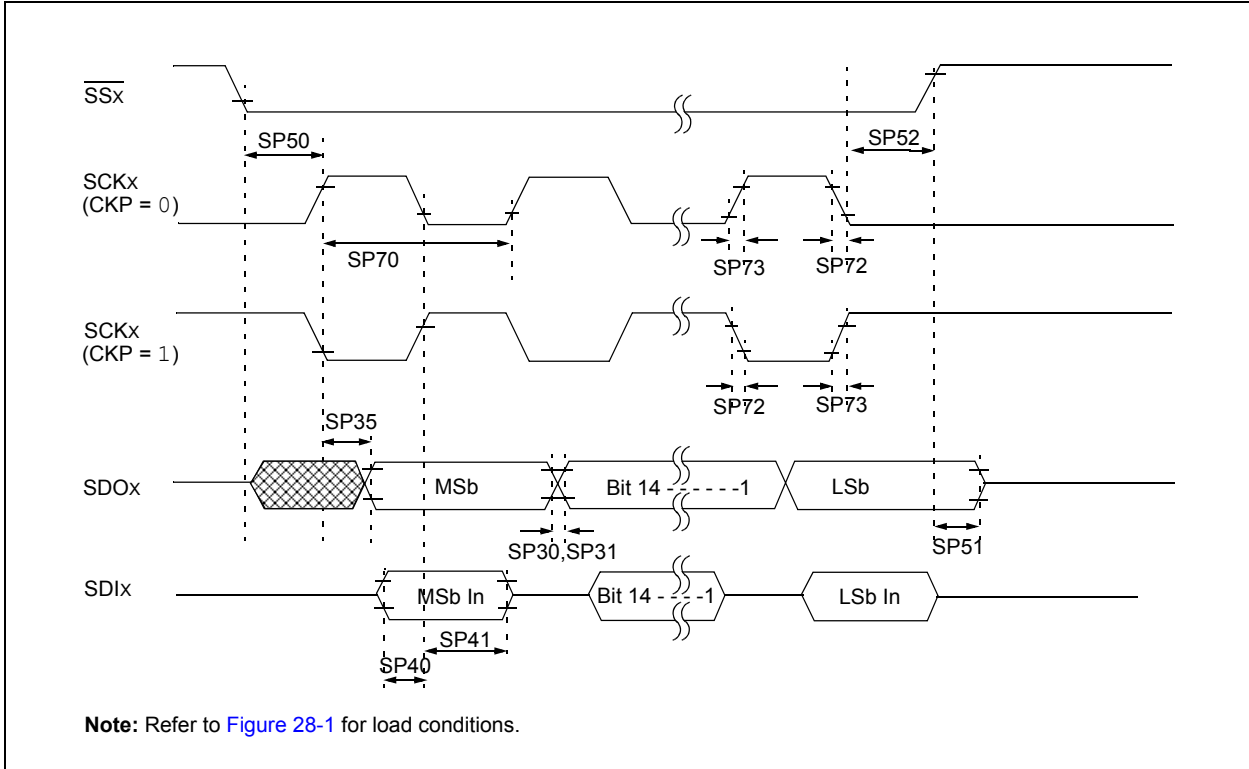 SSx
SP50
SP52
SCKx
(CKP = 0)
SP70
SP73
SP72
SCKx
(CKP = 1)
SP72
SP73
SP35
SDOx
MSb
Bit 14 - - - - - -1
LSb
SP30,SP31
SP51
SDIx
MSb In
Bit 14 - - - - -1
LSb In
SP41
SP40
Note: Refer to Figure 28-1 for load conditions.